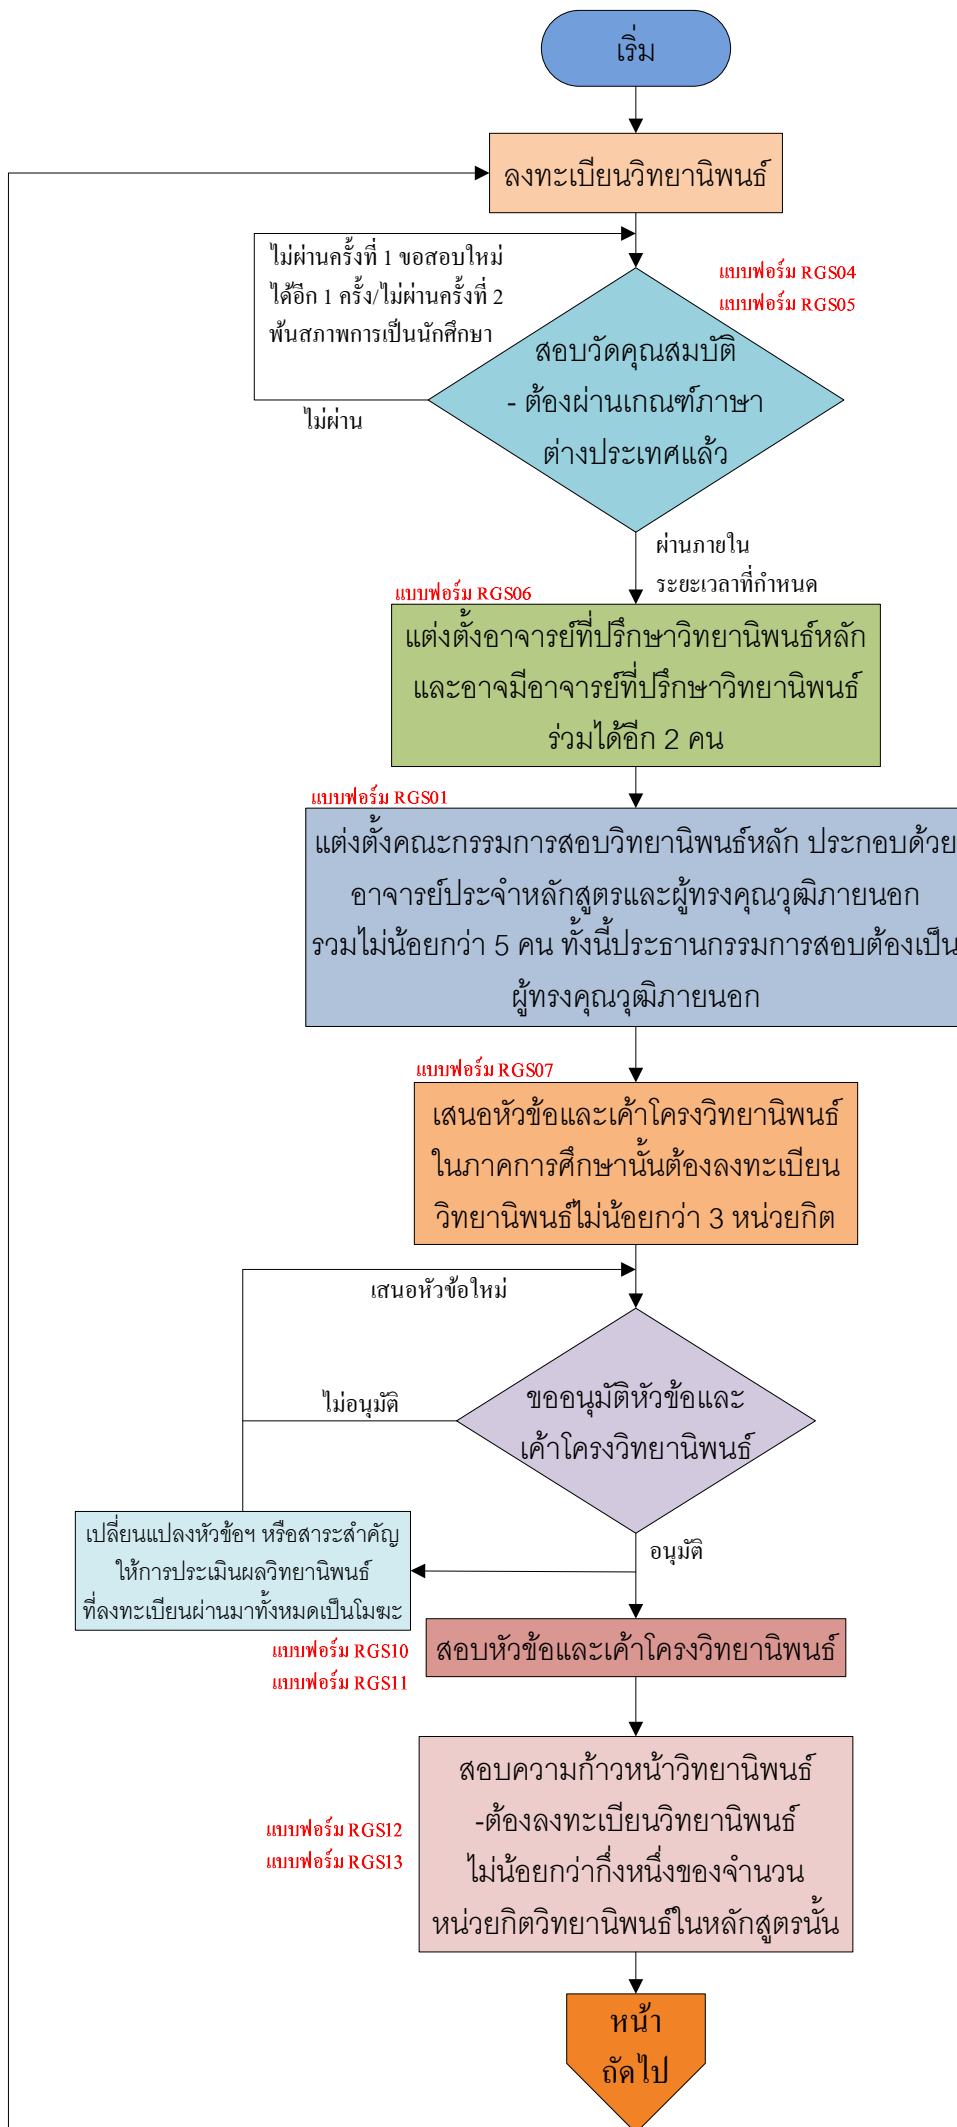 เริ่ม
ลงทะเบียนวิทยานิพนธ์
ไม่ผ่านครั้งที่ 1 ขอสอบใหม่
ได้อีก 1 ครั้ง/ไม่ผ่านครั้งที่ 2
พ้นสภาพการเป็นนักศึกษา
แบบฟอร์ม RGS04
แบบฟอร์ม RGS05
สอบวัดคุณสมบัติ
- ต้องผ่านเกณฑ์ภาษา
ต่างประเทศแล้ว
ไม่ผ่าน
ผ่านภายใน
ระยะเวลาที่กำหนด
แบบฟอร์ม RGS06
แต่งตั้งอาจารย์ที่ปรึกษาวิทยานิพนธ์หลัก
และอาจมีอาจารย์ที่ปรึกษาวิทยานิพนธ์
ร่วมได้อีก 2 คน
แบบฟอร์ม RGS01
แต่งตั้งคณะกรรมการสอบวิทยานิพนธ์หลัก ประกอบด้วย
อาจารย์ประจำหลักสูตรและผู้ทรงคุณวุฒิภายนอก
รวมไม่น้อยกว่า 5 คน ทั้งนี้ประธานกรรมการสอบต้องเป็น
ผู้ทรงคุณวุฒิภายนอก
แบบฟอร์ม RGS07
เสนอหัวข้อและเค้าโครงวิทยานิพนธ์
ในภาคการศึกษานั้นต้องลงทะเบียน
วิทยานิพนธ์ไม่น้อยกว่า 3 หน่วยกิต
เสนอหัวข้อใหม่
ไม่อนุมัติ
ขออนุมัติหัวข้อและ
เค้าโครงวิทยานิพนธ์
อนุมัติ
เปลี่ยนแปลงหัวข้อฯ หรือสาระสำคัญ
ให้การประเมินผลวิทยานิพนธ์
ที่ลงทะเบียนผ่านมาทั้งหมดเป็นโมฆะ
แบบฟอร์ม RGS10
แบบฟอร์ม RGS11
สอบหัวข้อและเค้าโครงวิทยานิพนธ์
สอบความก้าวหน้าวิทยานิพนธ์
-ต้องลงทะเบียนวิทยานิพนธ์
ไม่น้อยกว่ากึ่งหนึ่งของจำนวน
หน่วยกิตวิทยานิพนธ์ในหลักสูตรนั้น
แบบฟอร์ม RGS12
แบบฟอร์ม RGS13
หน้า
ถัดไป